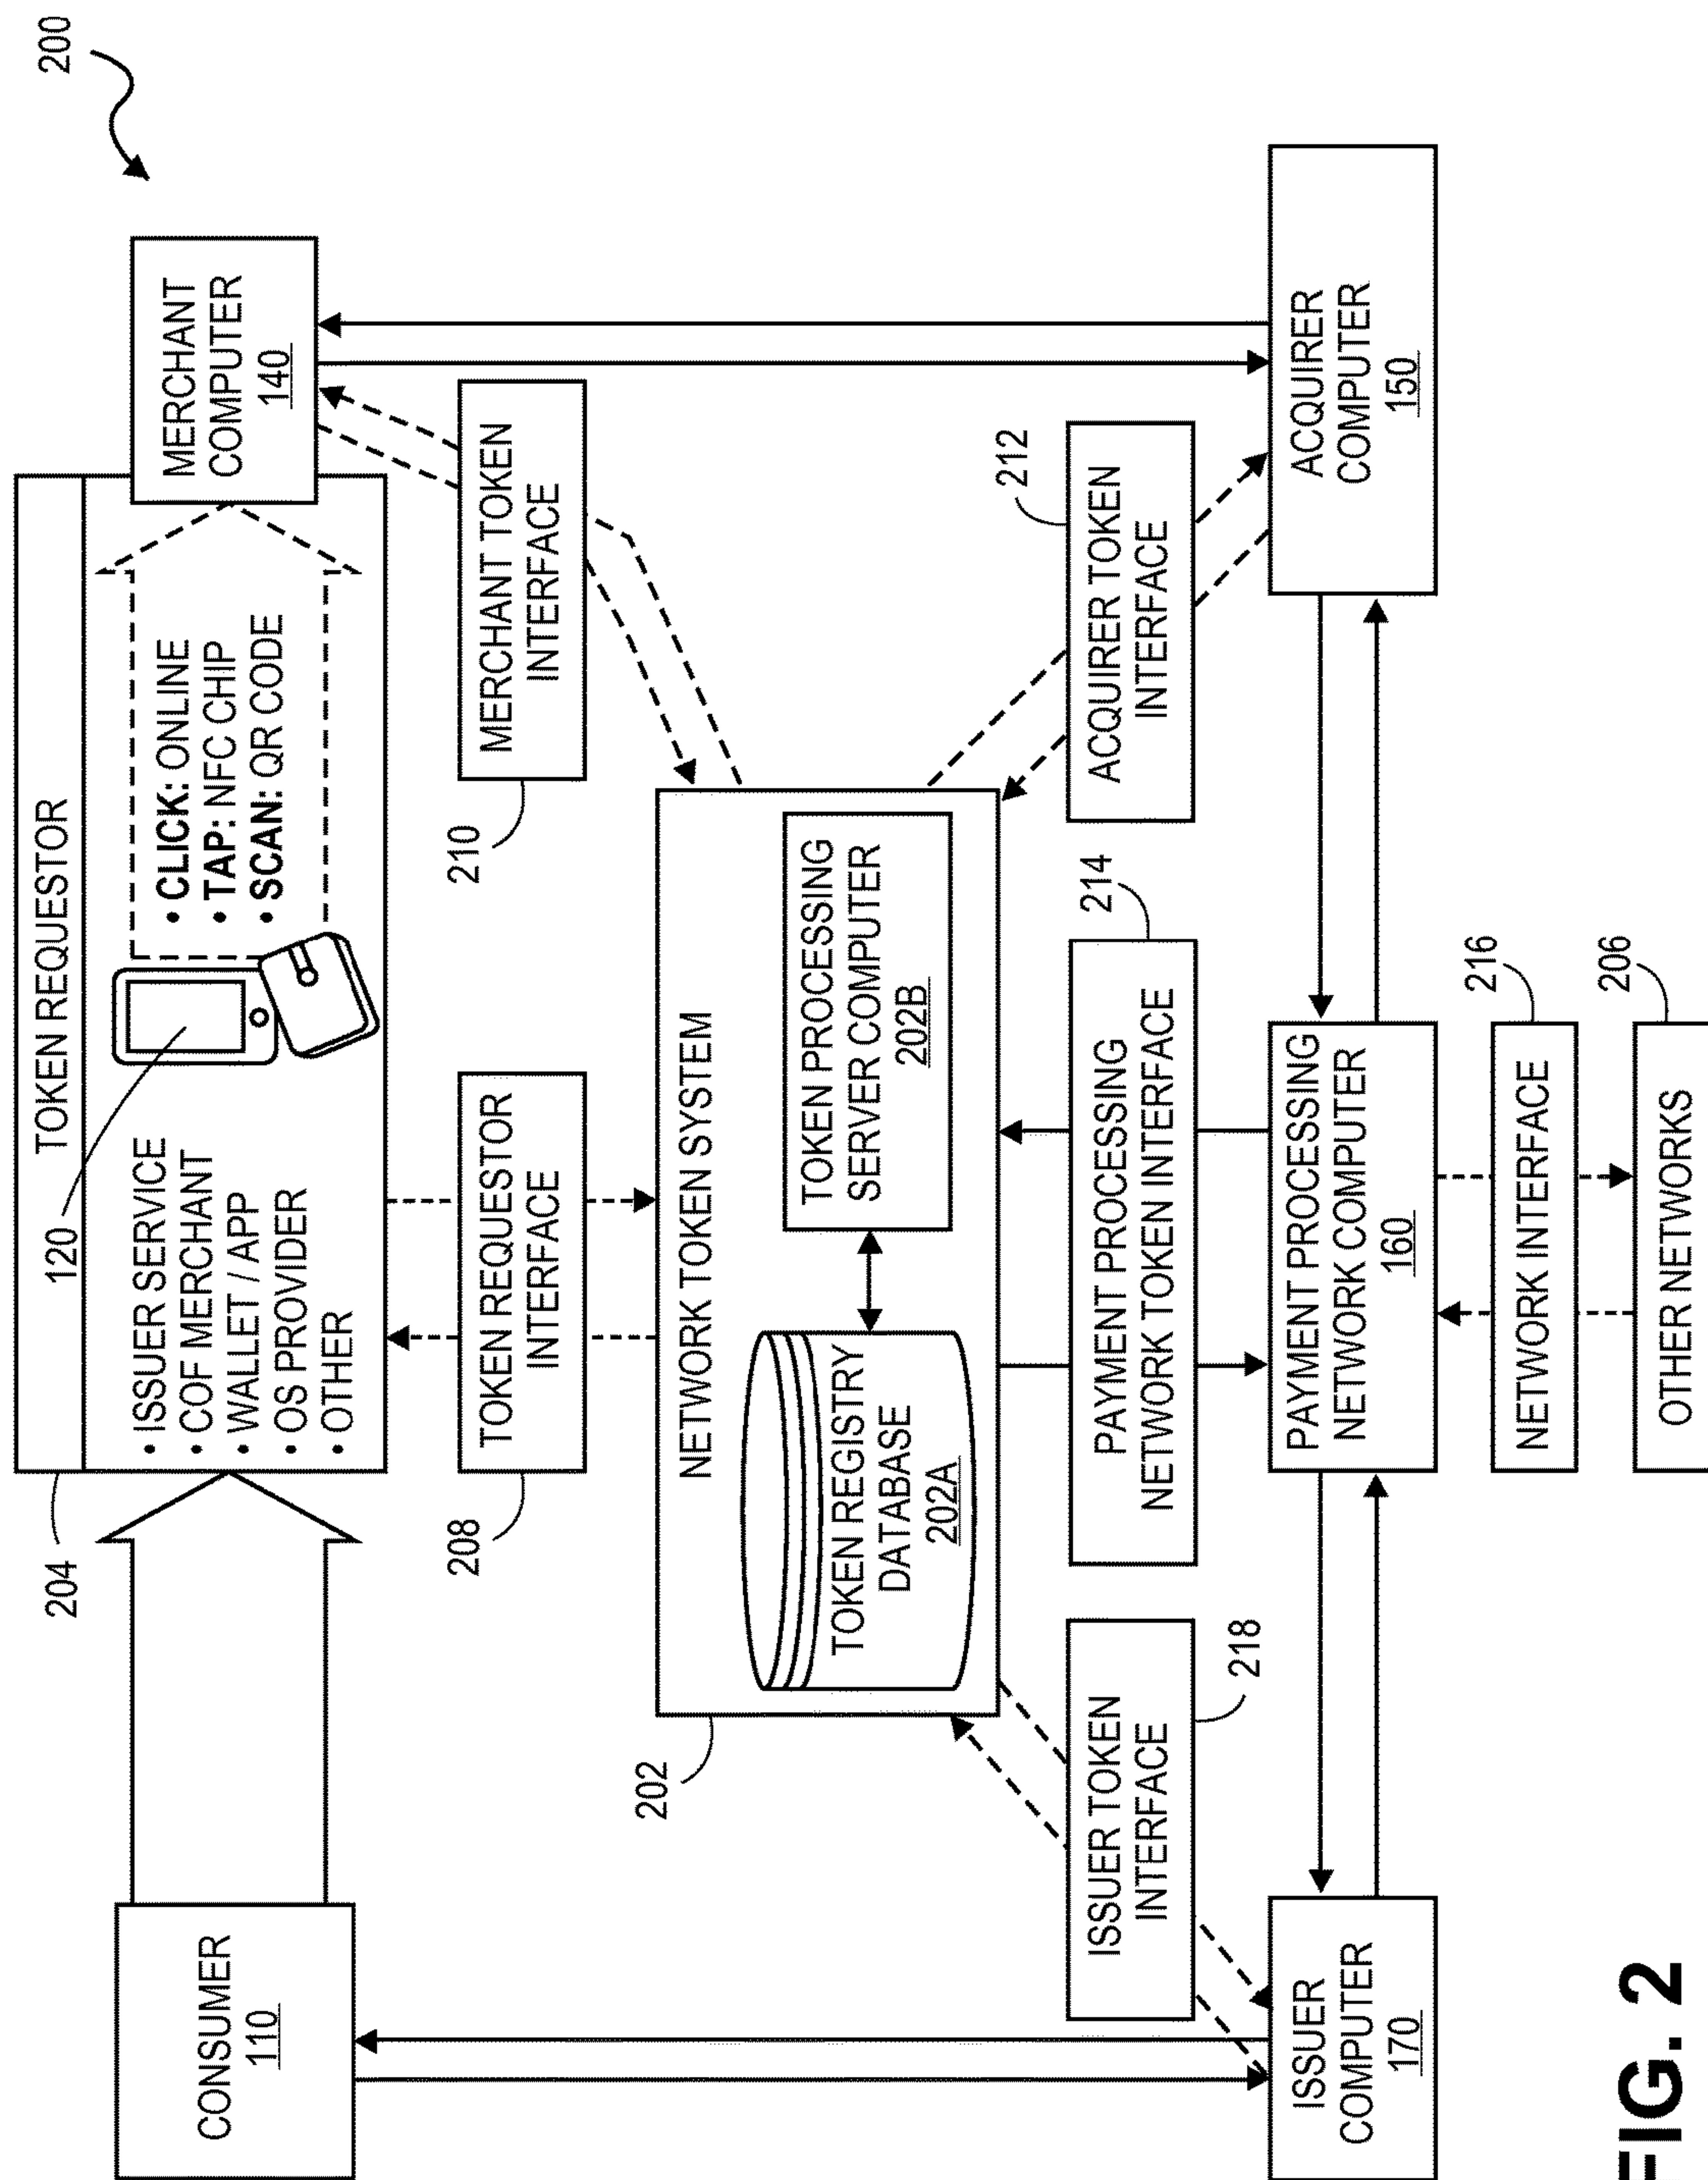 200
TOKEN REQUESTOR
204
120
• ISSUER SERVICE
• COF MERCHANT
• WALLET / APP
• OS PROVIDER
• OTHER
• CLICK: ONLINE
• TAP: NFC CHIP
• SCAN: QR CODE
CONSUMER
110
MERCHANT
COMPUTER
140
208
TOKEN REQUESTOR
INTERFACE
210
MERCHANT TOKEN
INTERFACE
202
NETWORK TOKEN SYSTEM
TOKEN REGISTRY
DATABASE
202A
TOKEN PROCESSING
SERVER COMPUTER
202B
ISSUER TOKEN
INTERFACE
218
PAYMENT PROCESSING
NETWORK TOKEN INTERFACE
214
ACQUIRER TOKEN
INTERFACE
212
ISSUER
COMPUTER
170
PAYMENT PROCESSING
NETWORK COMPUTER
160
ACQUIRER
COMPUTER
150
NETWORK INTERFACE
216
OTHER NETWORKS
206
FIG. 2